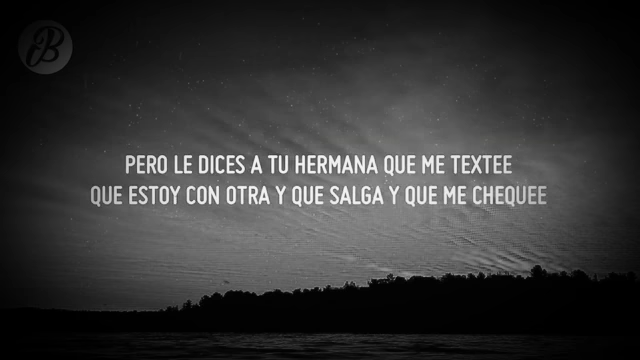 B
PERO LE DICES A TU HERMANA QUE ME TEXTEE
QUE ESTOY CON OTRA Y QUE SALGA Y QUE ME CHEQUEE